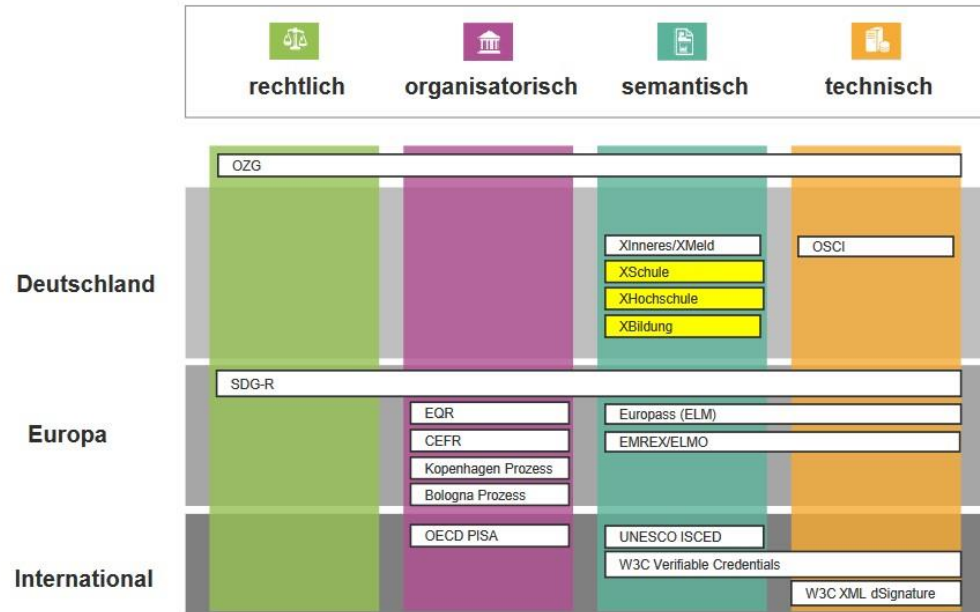 rechtlich
organisatorisch
semantisch
technisch
OZG
Deutschland
XInneres/XMeld
OSCI
XSchule
XHochschule
XBildung
SDG-R
Europa
EQR
Europass (ELM)
CEFR
EMREX/ELMO
Kopenhagen Prozess
Bologna Prozess
International
OECD PISA
UNESCO ISCED
W3C Verifiable Credentials
W3C XML dSignature